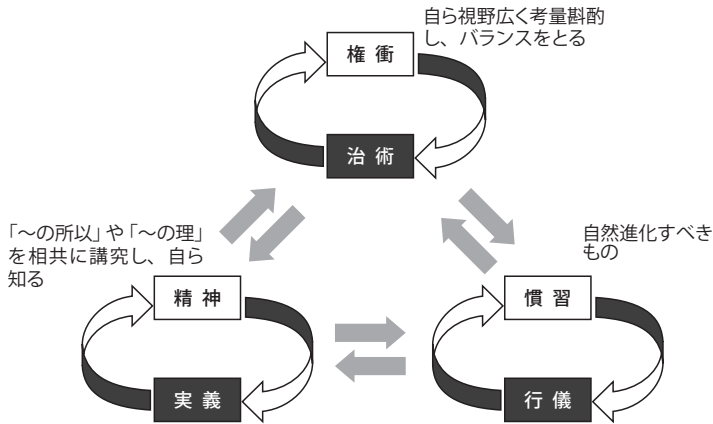 自ら視野広く考量斟酌
し、バランスをとる
権衡
治術
「～の所以」や「～の理」
を相共に講究し、自ら
知る
自然進化すべき
もの
精神
実義
慣習
行儀